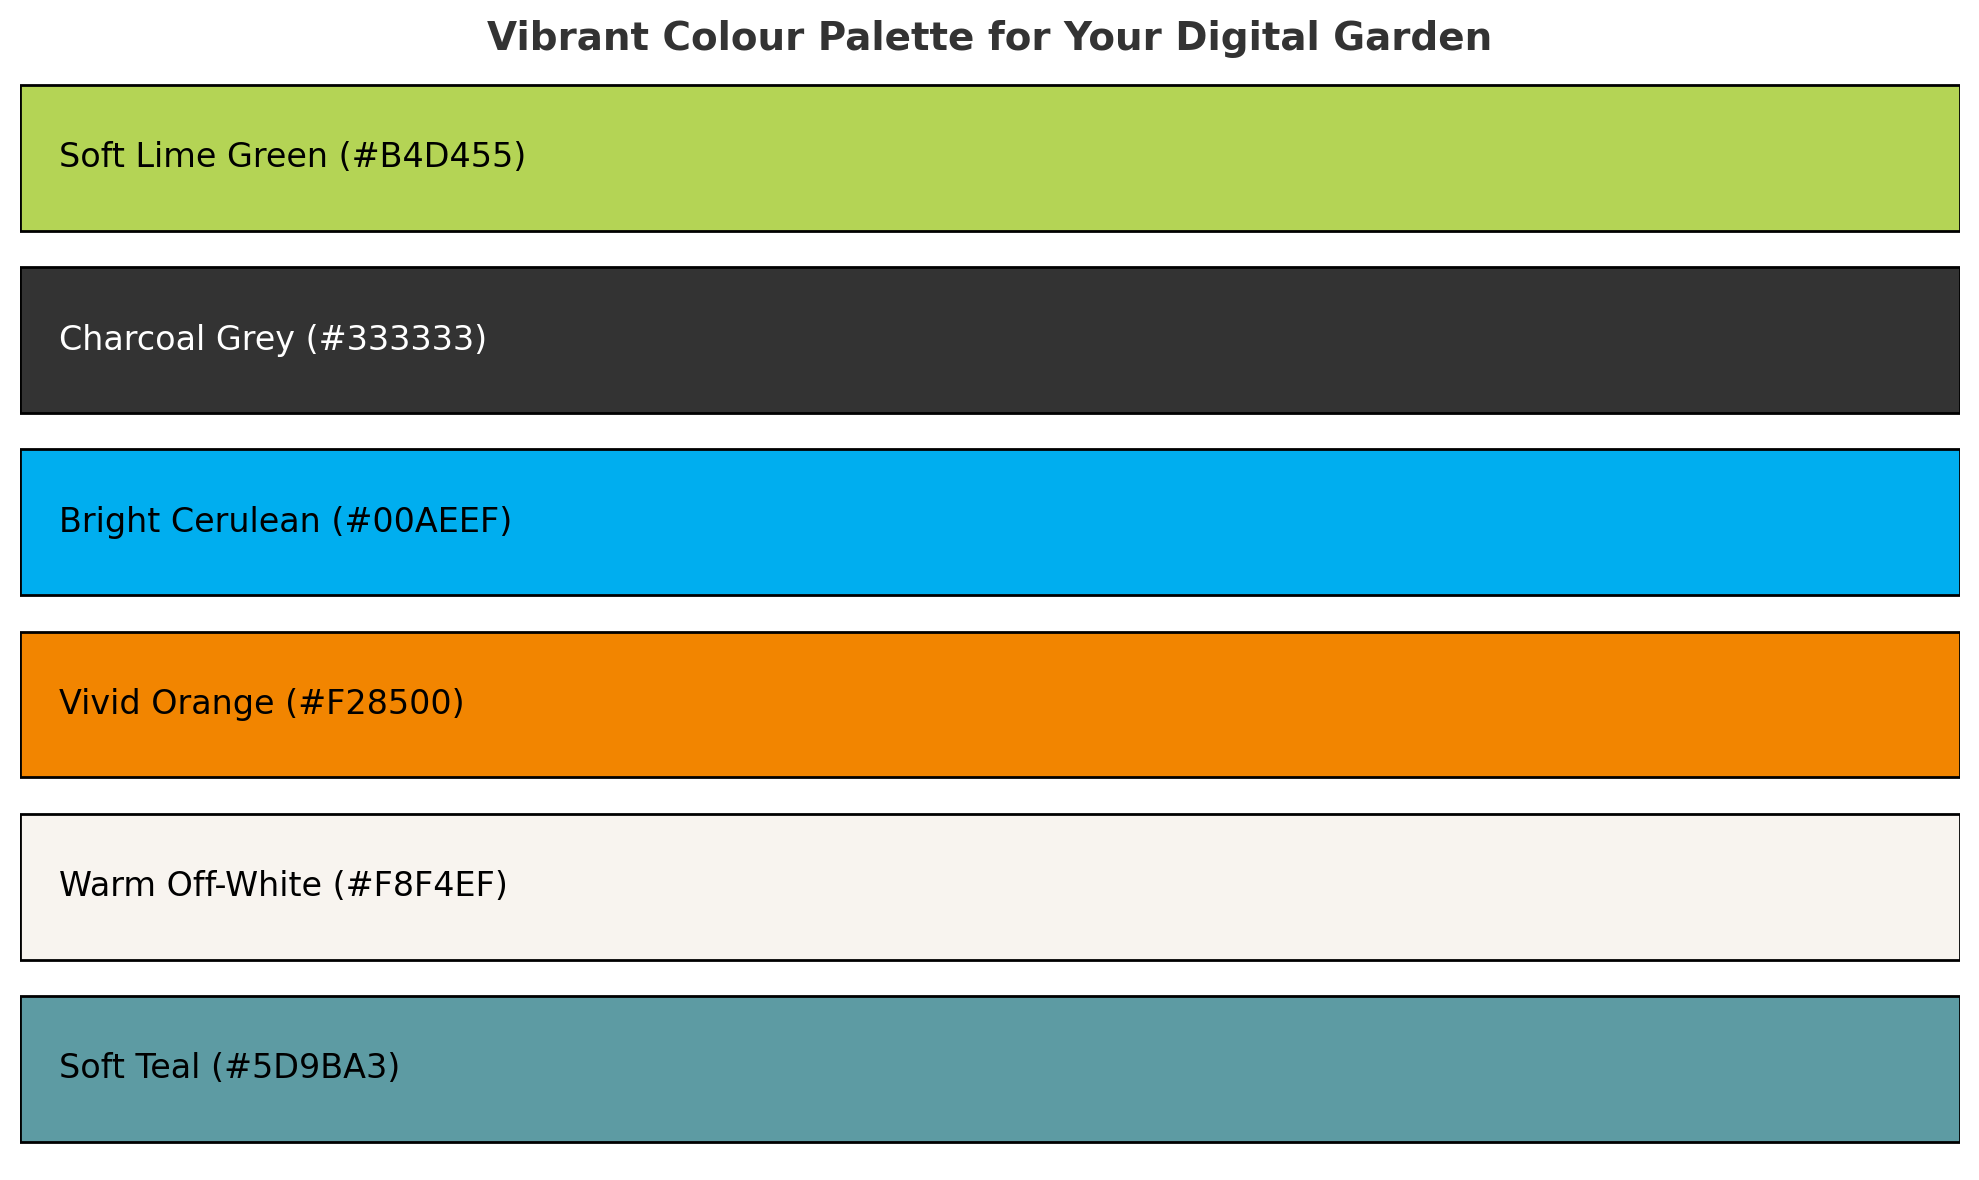 Vibrant Colour Palette for Your Digital Garden
Soft Lime Green (#B4D455)
Charcoal Grey (#333333)
Bright Cerulean (#00AEEF)
Vivid Orange (#F28500)
Warm Off-White (#F8F4EF)
Soft Teal (#5D9BA3)